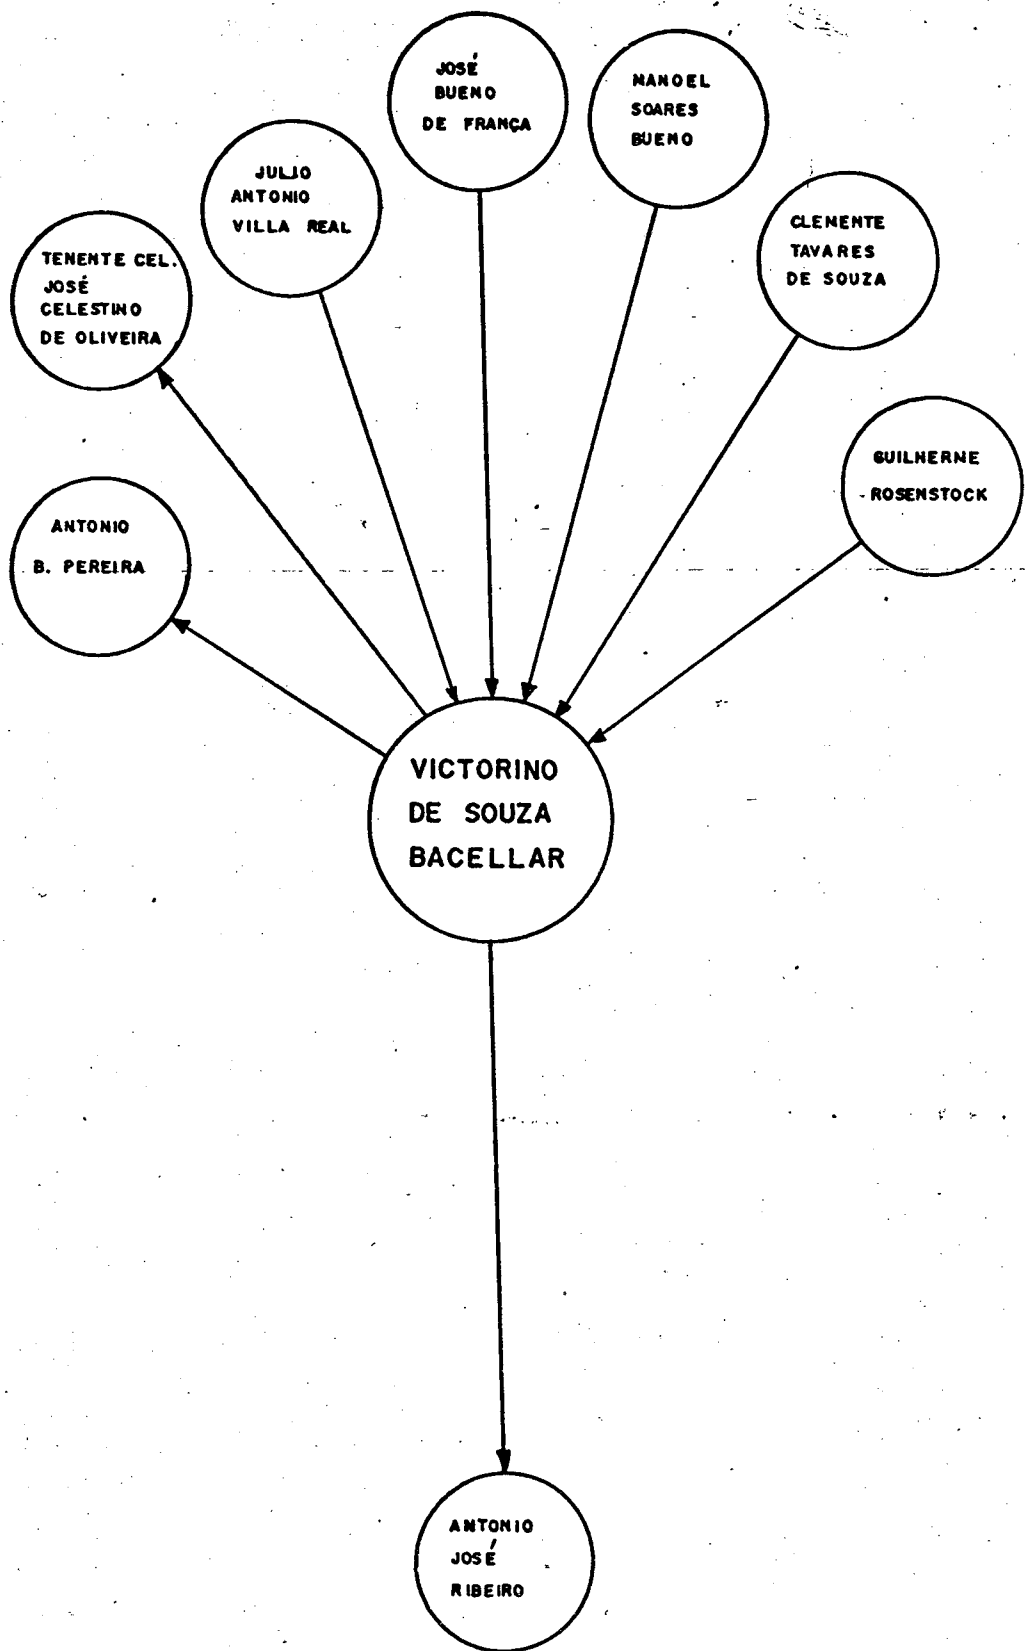 JOSÉ
BUENO
DE FRANÇA
MANOEL
SOARES
BUENO
JULIO
ANTONIO
VILLA REAL
CLEMENTE
TAVARES
DE SOUZA
TENENTE CEL.
JOSÉ
CELESTINO
DE OLIVEIRA
GUILHERME
ROSENSTOCK
ANTONIO
B. PEREIRA
VICTORINO
DE SOUZA
BACELLAR
ANTONIO
JOSÉ
RIBEIRO